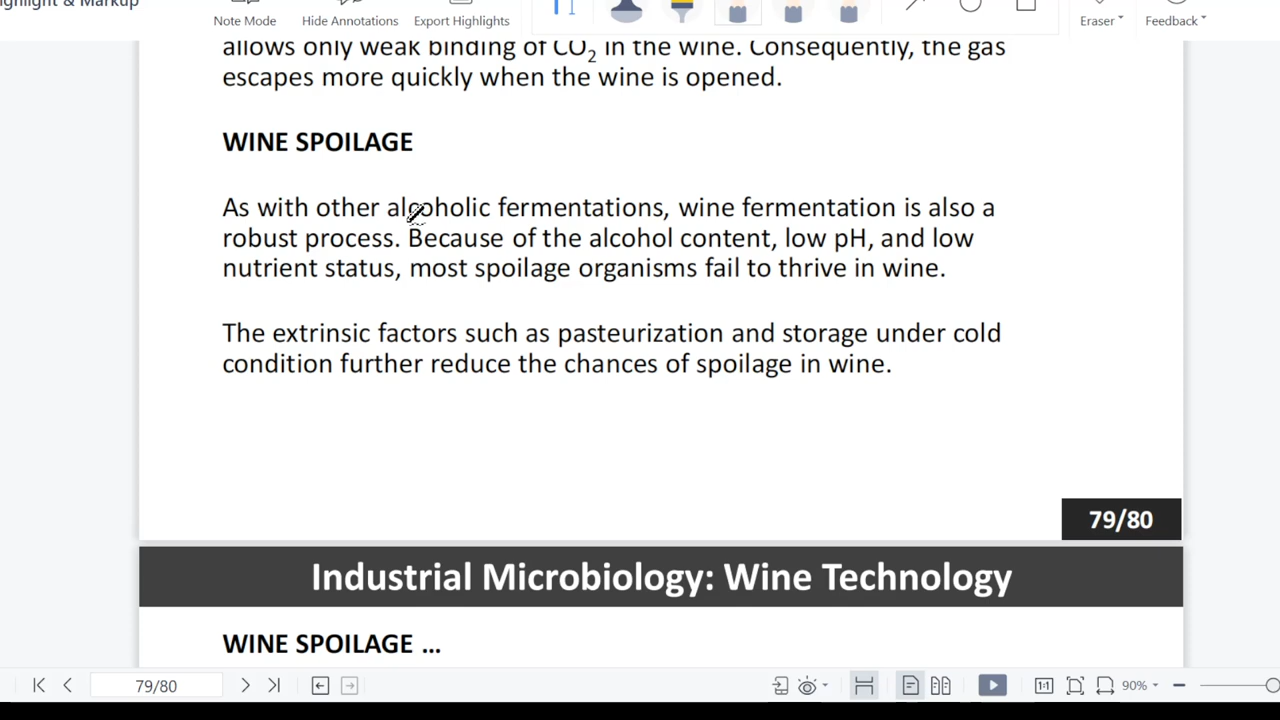 ighlight & Markup
Note Mode
Hide Annotations
Export Highlights
Eraser
Feedback
allows only weak binding of CO₂ in the wine. Consequently, the gas
escapes more quickly when the wine is opened.
WINE SPOILAGE
As with other alcoholic fermentations, wine fermentation is also a
robust process. Because of the alcohol content, low pH, and low
nutrient status, most spoilage organisms fail to thrive in wine.
The extrinsic factors such as pasteurization and storage under cold
condition further reduce the chances of spoilage in wine.
79/80
Industrial Microbiology: Wine Technology
WINE SPOILAGE ...
79/80
1:1
90%